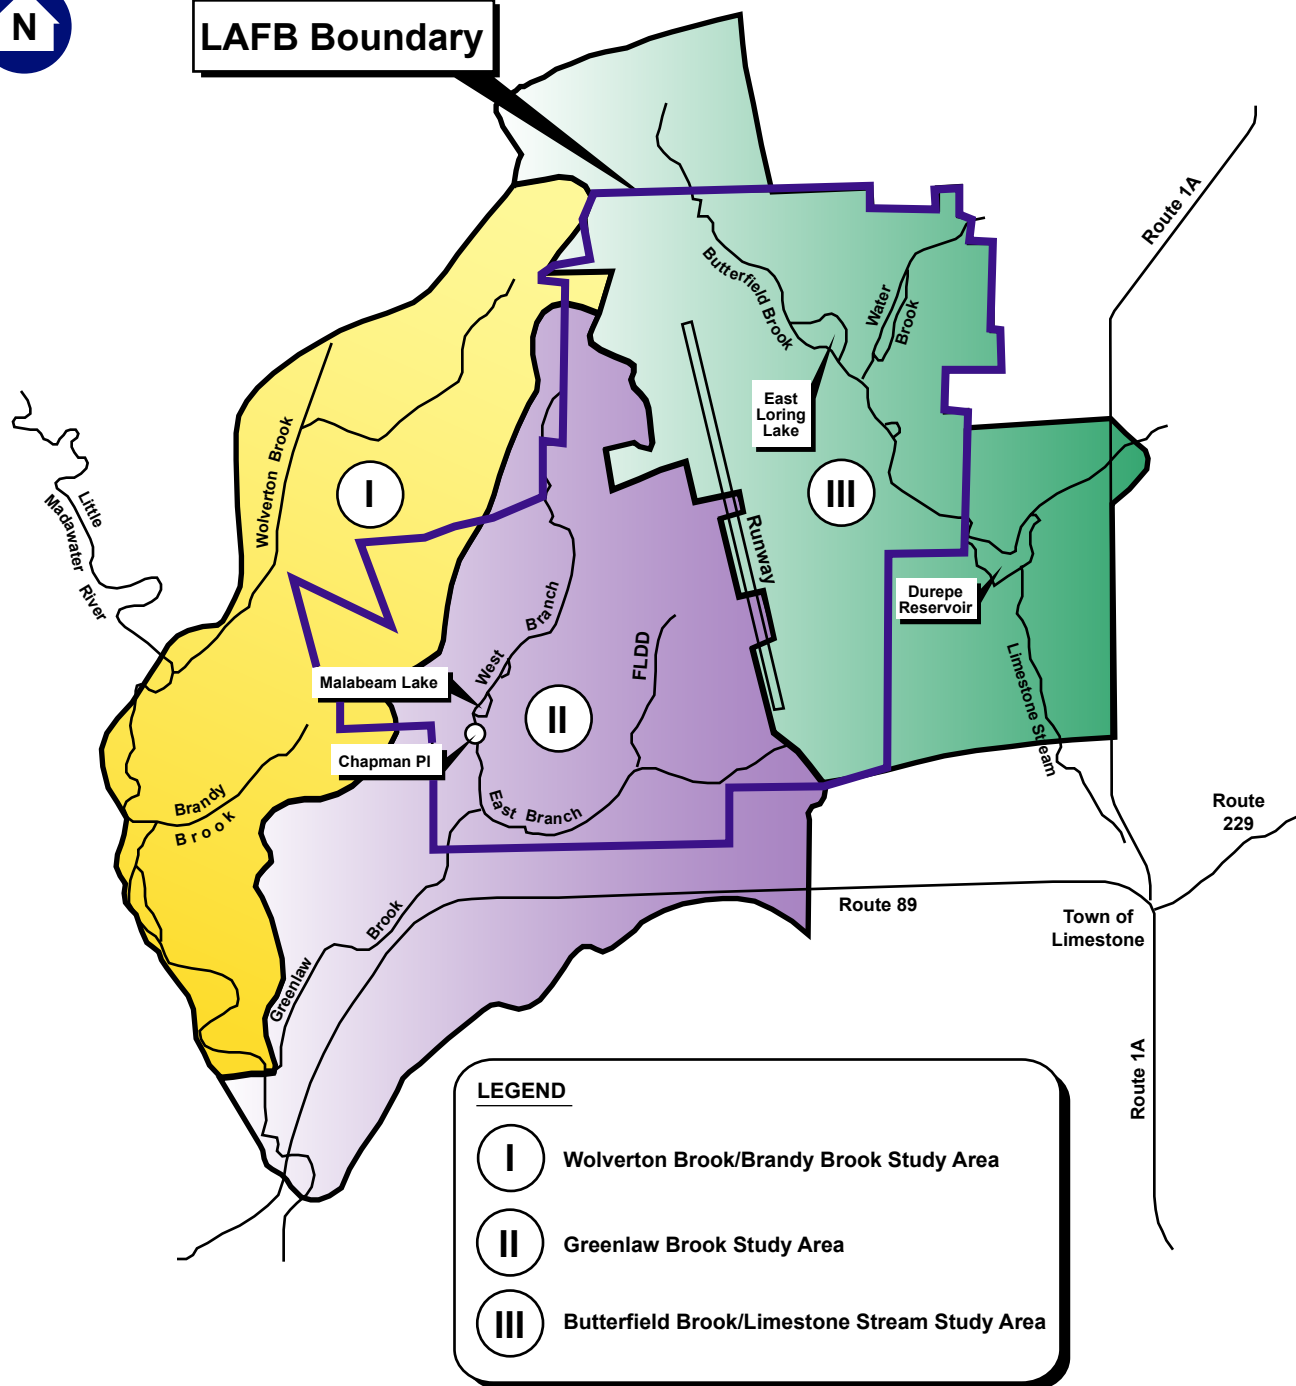 N
LAFB Boundary
Route 1A
Butterfield Brook
Water
Brook
East
Loring
Lake
Wolverton Brook
Little
Madawater River
I
III
Runway
Durepe
Reservoir
Branch
West
FLDD
Limestone Stream
Malabeam Lake
II
Chapman Pl
Brandy
Brook
East Branch
Route
229
Brook
Greenlaw
Route 89
Town of
Limestone
Route 1A
LEGEND
I Wolverton Brook/Brandy Brook Study Area
II Greenlaw Brook Study Area
III Butterfield Brook/Limestone Stream Study Area